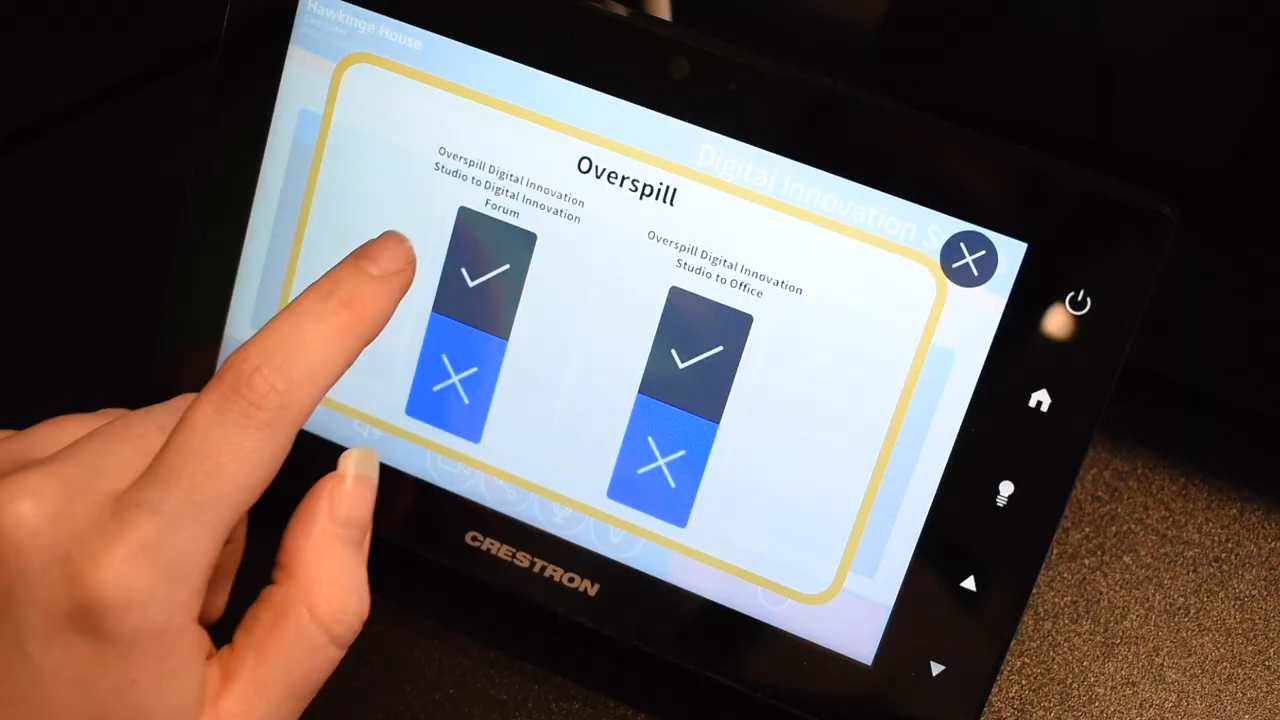 Hawkinge House
Digital Innovation S
Overspill
Overspill Digital Innovation
Studio to Digital Innovation
Forum
Overspill Digital Innovation
Studio to Office
CRESTRON